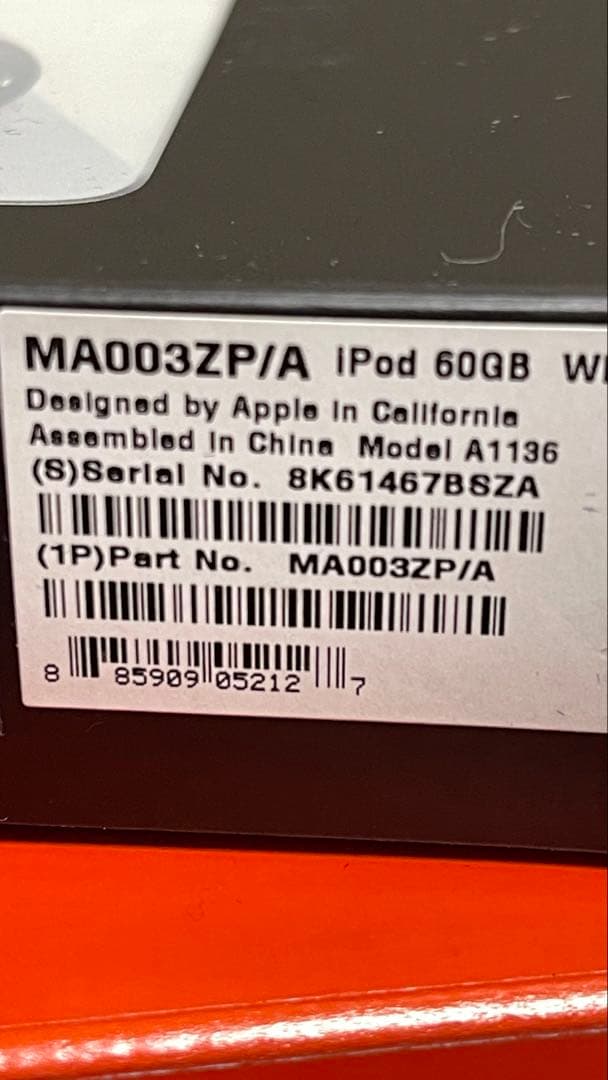 MA003ZP/A iPod 60GB
Designed by Apple in California
Assembled in China Model A1136
(S)Serial No. 8K61467BSZA
(1P)Part No. MA003ZP/A
8 85909 05212 7